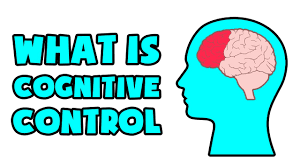 WHAT IS
COGNITIVE
CONTROL